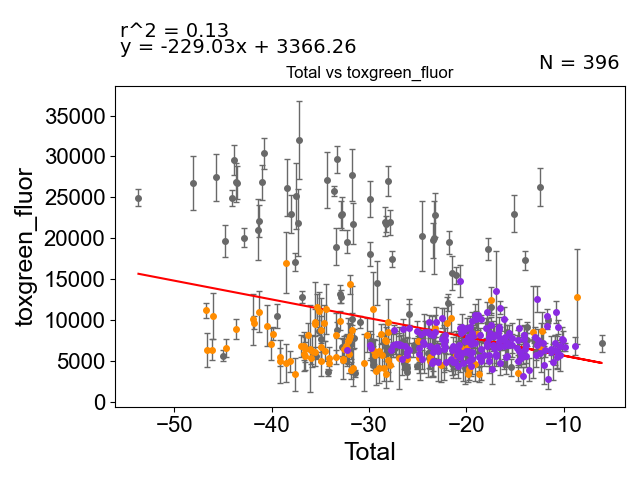 r^2 = 0.13
y = -229.03x + 3366.26
N = 396
Total vs toxgreen_fluor
35000
30000
25000
20000
15000
10000
5000
0
toxgreen_fluor
−50
−40
−30
−20
−10
Total